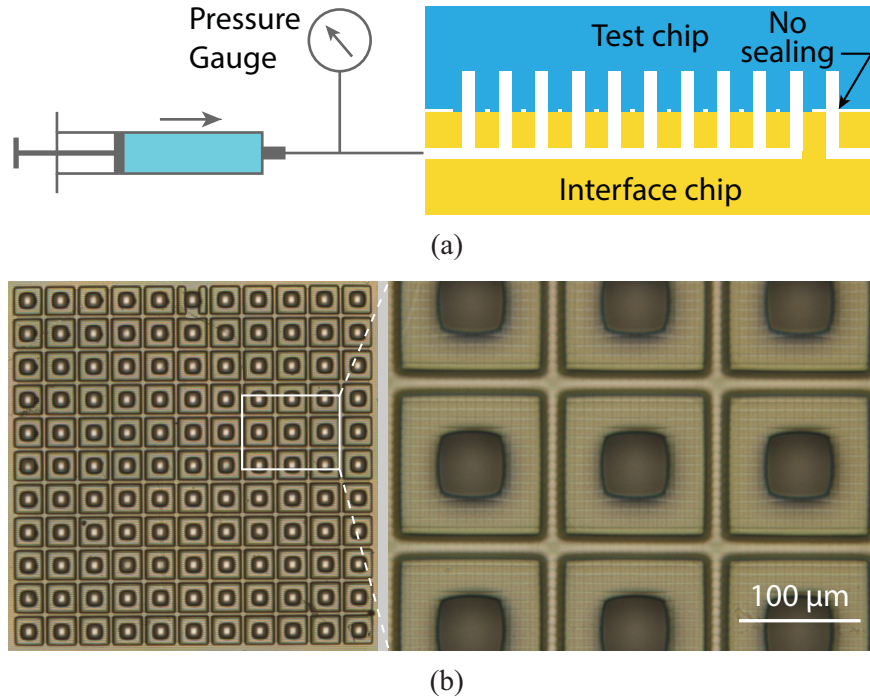 Pressure
Gauge
Test chip
No
sealing
Interface chip
(a)
100 μm
(b)